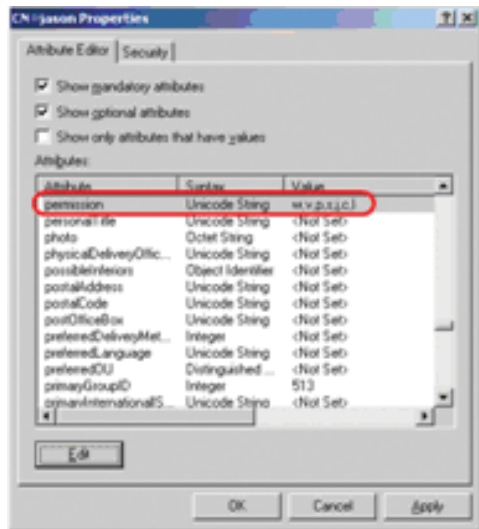 CN=jason Properties
? X
Attribute Editor Security
Show mandatory attributes
Show optional attributes
Show only attributes that have values
Attributes:
Attribute Syntax Value
permission Unicode String w,v,p,s,j,c,l
personalTitle Unicode String <Not Set>
photo Octet String <Not Set>
physicalDeliveryOffic... Unicode String <Not Set>
possibleInferiors Object Identifier <Not Set>
postalAddress Unicode String <Not Set>
postalCode Unicode String <Not Set>
postOfficeBox Unicode String <Not Set>
preferredDeliveryMet... Integer <Not Set>
preferredLanguage Unicode String <Not Set>
preferredOU Distinguished ... <Not Set>
primaryGroupID Integer 513
primaryInternationalIS... Unicode String <Not Set>
Edit
OK Cancel Apply